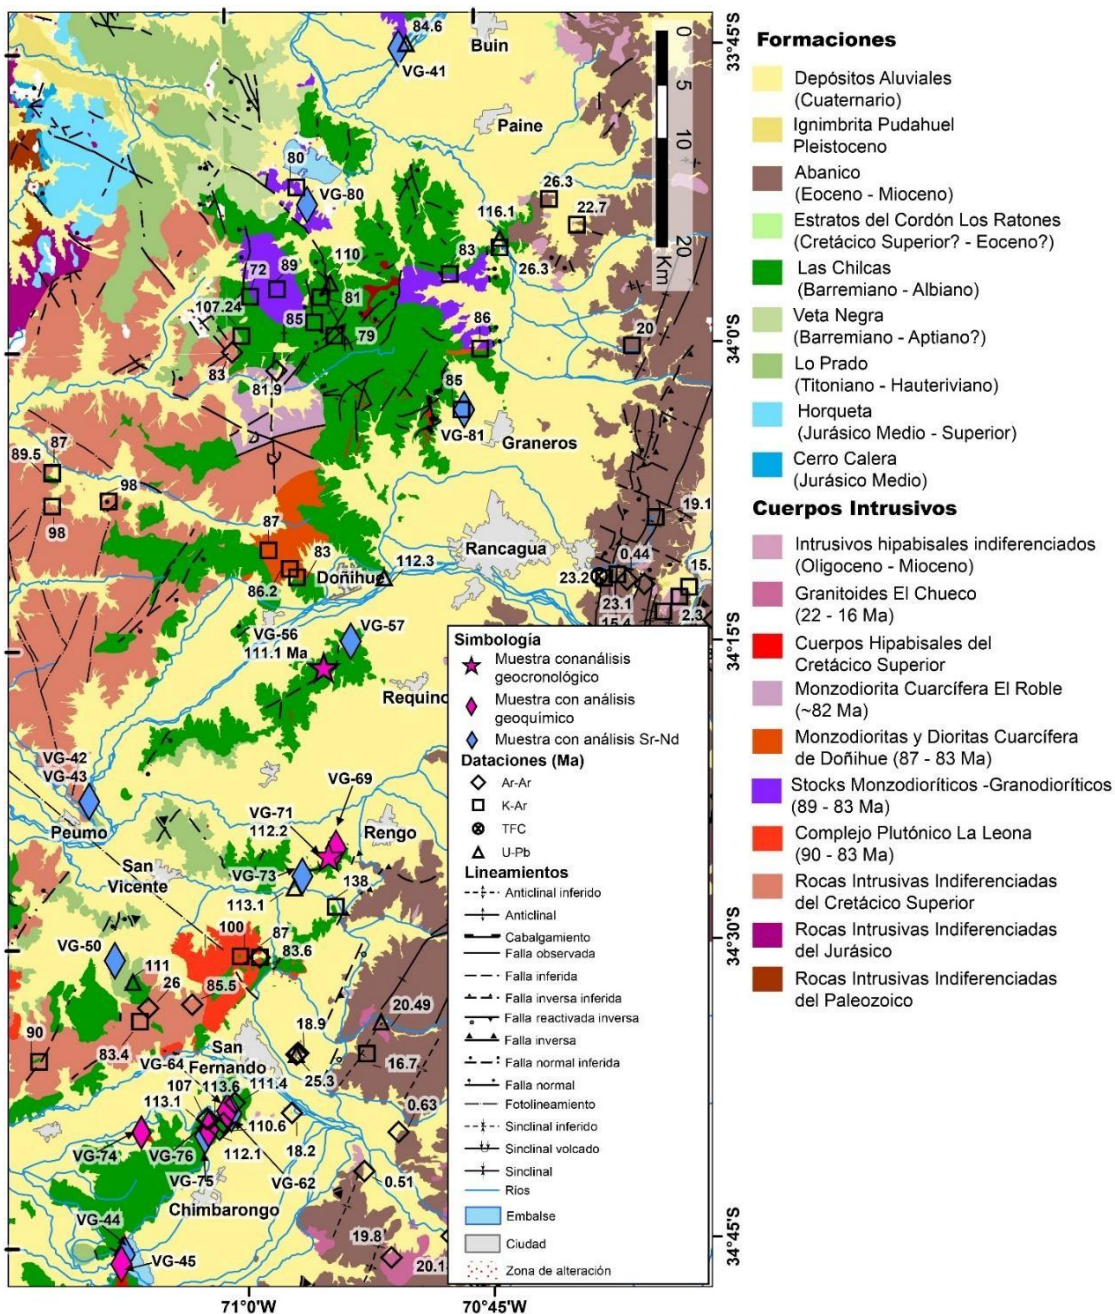 84.6
Buin
VG-41
0
5
10
20
Km
33°45'S
Paine
80
VG-80
26.3
116.1
22.7
83
26.3
110
72
89
107.24
81
85
79
86
20
34°0'S
83
81.9
85
VG-81
Graneros
87
89.5
98
98
87
83
Rancagua
19.1
Doñihue
112.3
0,44
23.2
15.
86.2
23.1
15.4
2.3
VG-56
111.1 Ma
VG-57
34°15'S
Requino
VG-42
VG-43
Peumo
VG-69
VG-71
112.2
Rengo
San
Vicente
VG-73
113.1
138
VG-50
100
87
83.6
34°30'S
111
26
85.5
20.49
90
83.4
18.9
San
Fernando
VG-64
25.3
16.7
107
113.6
111.4
113.1
110.6
0.63
VG-74
VG-76
112.1
18.2
VG-75
VG-62
0.51
Chimbarongo
VG-44
VG-45
19.8
20.1
34°45'S
71°0'W
70°45'W
Simbología
Muestra conanálisis
geocronológico
Muestra con análisis
geoquímico
Muestra con análisis Sr-Nd
Dataciones (Ma)
Ar-Ar
K-Ar
TFC
U-Pb
Lineamientos
Anticlinal inferido
Anticlinal
Cabalgamiento
Falla observada
Falla inferida
Falla inversa inferida
Falla reactivada inversa
Falla inversa
Falla normal inferida
Falla normal
Fotolineamiento
Sinclinal inferido
Sinclinal volcado
Sinclinal
Rios
Embalse
Ciudad
Zona de alteración
Formaciones
Depósitos Aluviales
(Cuaternario)
Ignimbrita Pudahuel
Pleistoceno
Abanico
(Eoceno - Mioceno)
Estratos del Cordón Los Ratones
(Cretácico Superior? - Eoceno?)
Las Chilcas
(Barremiano - Albiano)
Veta Negra
(Barremiano - Aptiano?)
Lo Prado
(Titoniano - Hauteriviano)
Horqueta
(Jurásico Medio - Superior)
Cerro Calera
(Jurásico Medio)
Cuerpos Intrusivos
Intrusivos hipabisales indiferenciados
(Oligoceno - Mioceno)
Granitoides El Chueco
(22 - 16 Ma)
Cuerpos Hipabisales del
Cretácico Superior
Monzodiorita Cuarcífera El Roble
(~82 Ma)
Monzodioritas y Dioritas Cuarcífera
de Doñihue (87 - 83 Ma)
Stocks Monzodioríticos -Granodioríticos
(89 - 83 Ma)
Complejo Plutónico La Leona
(90 - 83 Ma)
Rocas Intrusivas Indiferenciadas
del Cretácico Superior
Rocas Intrusivas Indiferenciadas
del Jurásico
Rocas Intrusivas Indiferenciadas
del Paleozoico